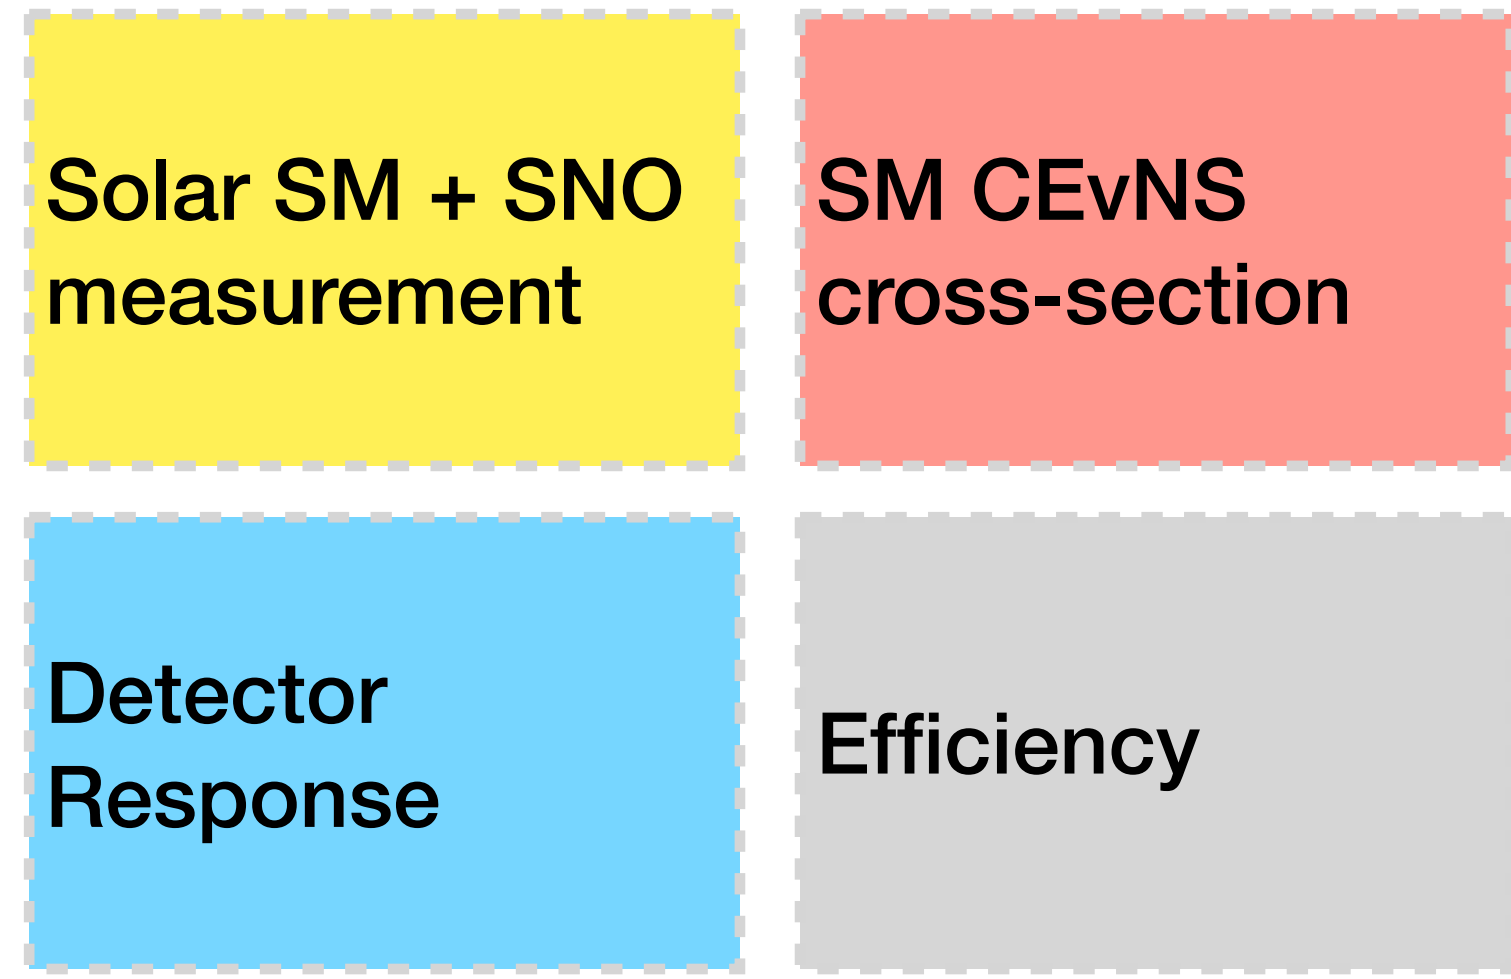 Solar SM + SNO
measurement
SM CEvNS
cross-section
Detector
Response
Efficiency